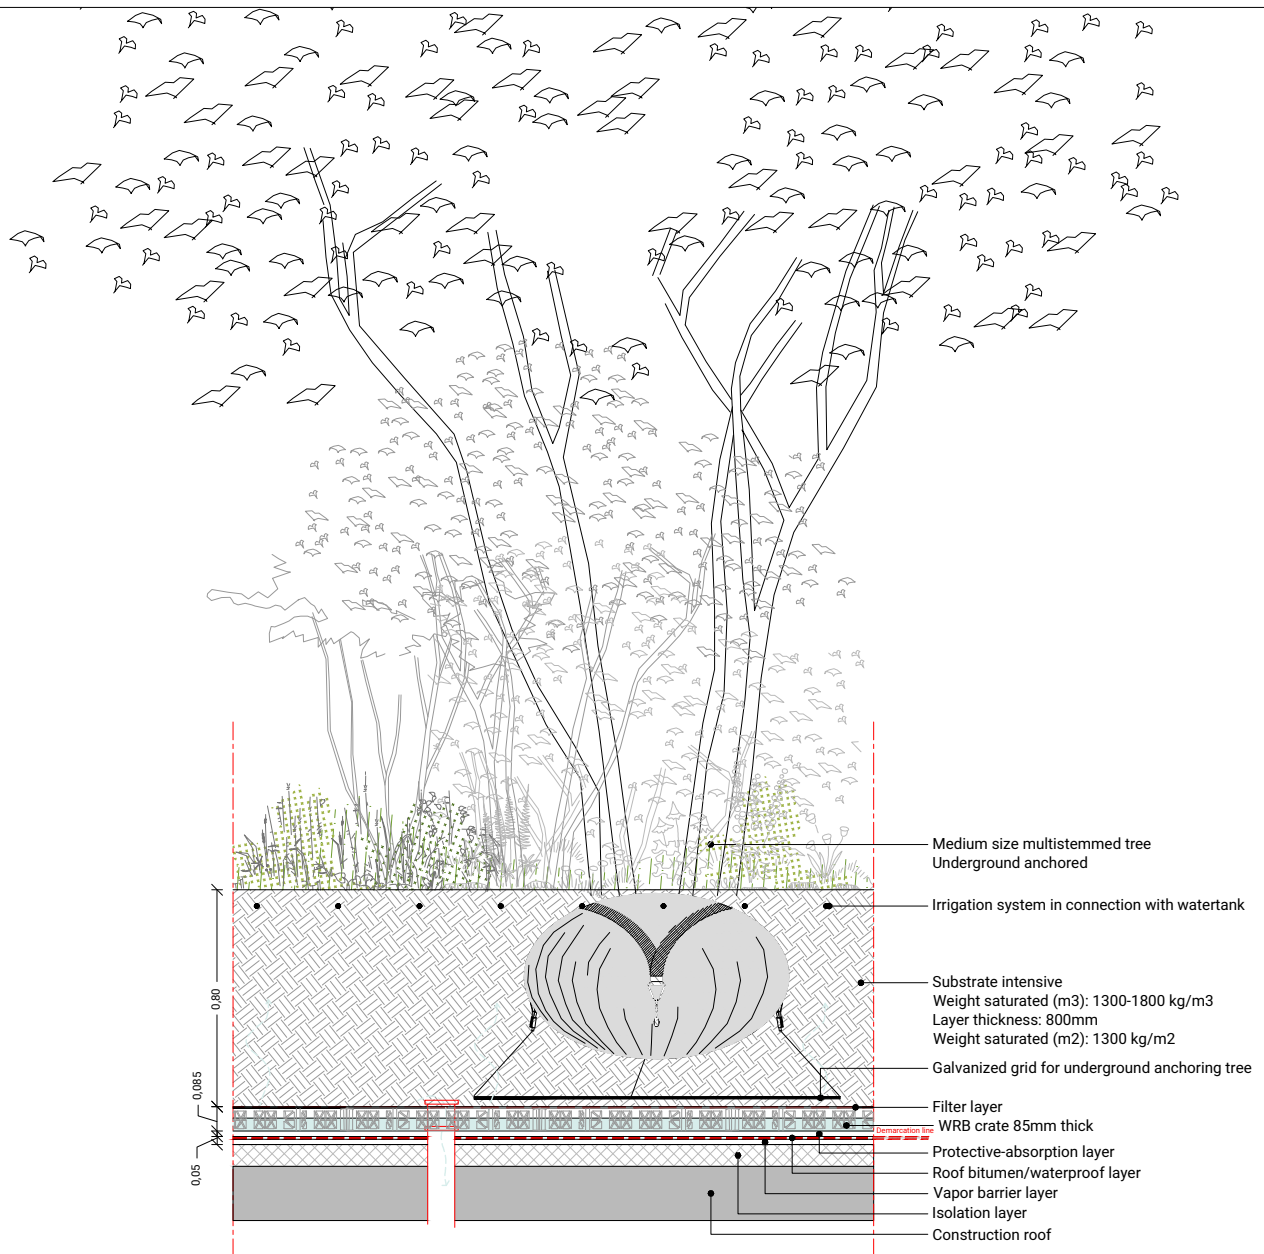 Medium size multistemmed tree
Underground anchored
Irrigation system in connection with watertank
Substrate intensive
Weight saturated (m3): 1300-1800 kg/m3
Layer thickness: 800mm
Weight saturated (m2): 1300 kg/m2
Galvanized grid for underground anchoring tree
Filter layer
WRB crate 85mm thick
Demarcation line
Protective-absorption layer
Roof bitumen/waterproof layer
Vapor barrier layer
Isolation layer
Construction roof
0,80
0,085
0,05